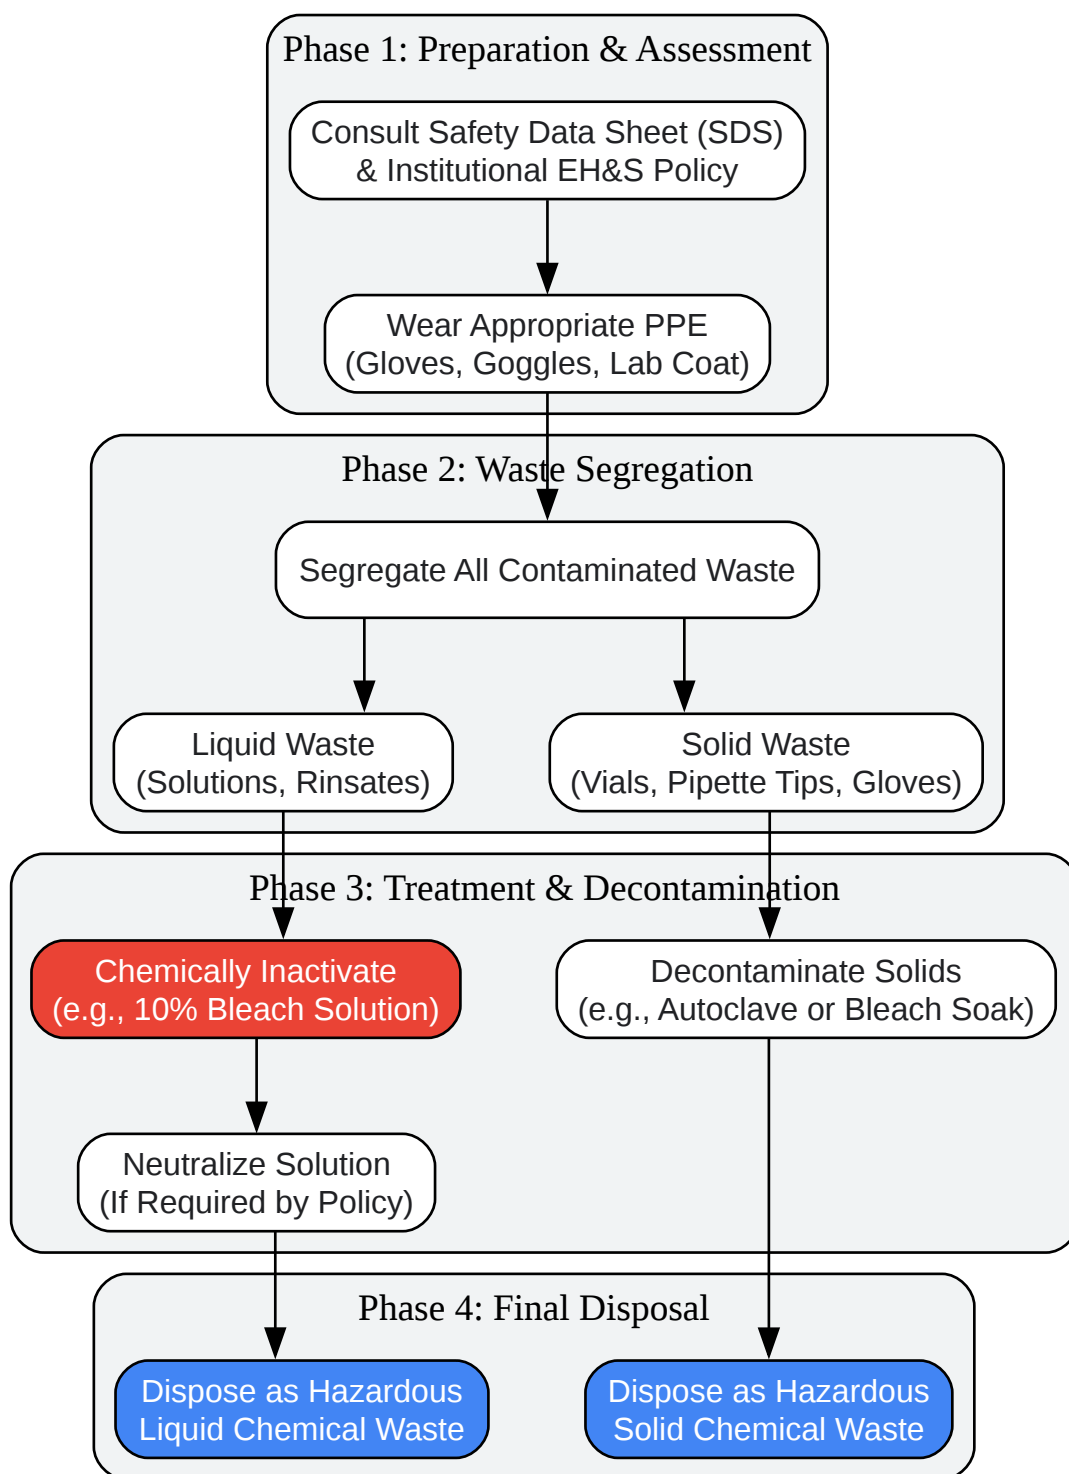 Phase 1: Preparation & Assessment
Consult Safety Data Sheet (SDS)
& Institutional EH&S Policy
Wear Appropriate PPE
(Gloves, Goggles, Lab Coat)
Phase 2: Waste Segregation
Segregate All Contaminated Waste
Liquid Waste
(Solutions, Rinsates)
Solid Waste
(Vials, Pipette Tips, Gloves)
Phase 3: Treatment & Decontamination
Chemically Inactivate
(e.g., 10% Bleach Solution)
Decontaminate Solids
(e.g., Autoclave or Bleach Soak)
Neutralize Solution
(If Required by Policy)
Phase 4: Final Disposal
Dispose as Hazardous
Liquid Chemical Waste
Dispose as Hazardous
Solid Chemical Waste